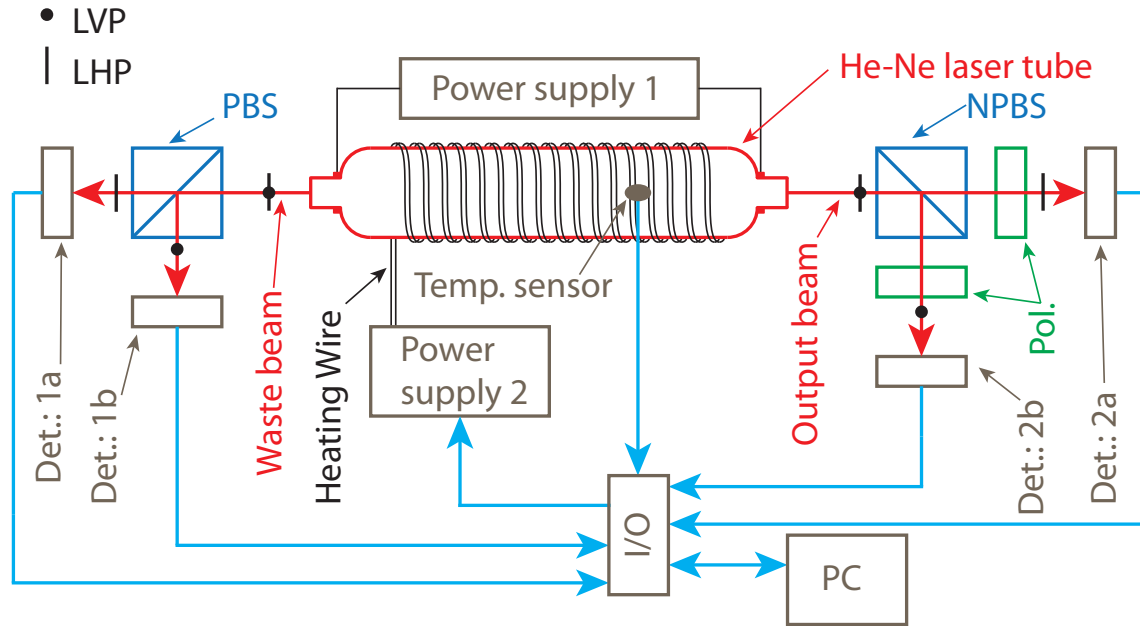 LVP
LHP
PBS
Power supply 1
He-Ne laser tube
NPBS
Temp. sensor
Det.: 1a
Det.: 1b
Waste beam
Heating Wire
Power
supply 2
Output beam
Pol.
Det.: 2b
Det.: 2a
I/O
PC